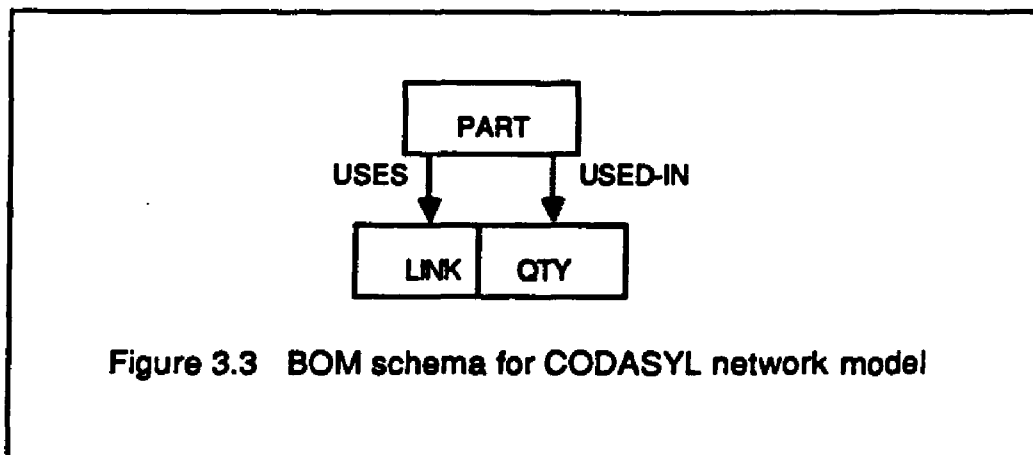 PART
USES USED-IN
LINK QTY
Figure 3.3 BOM schema for CODASYL network model